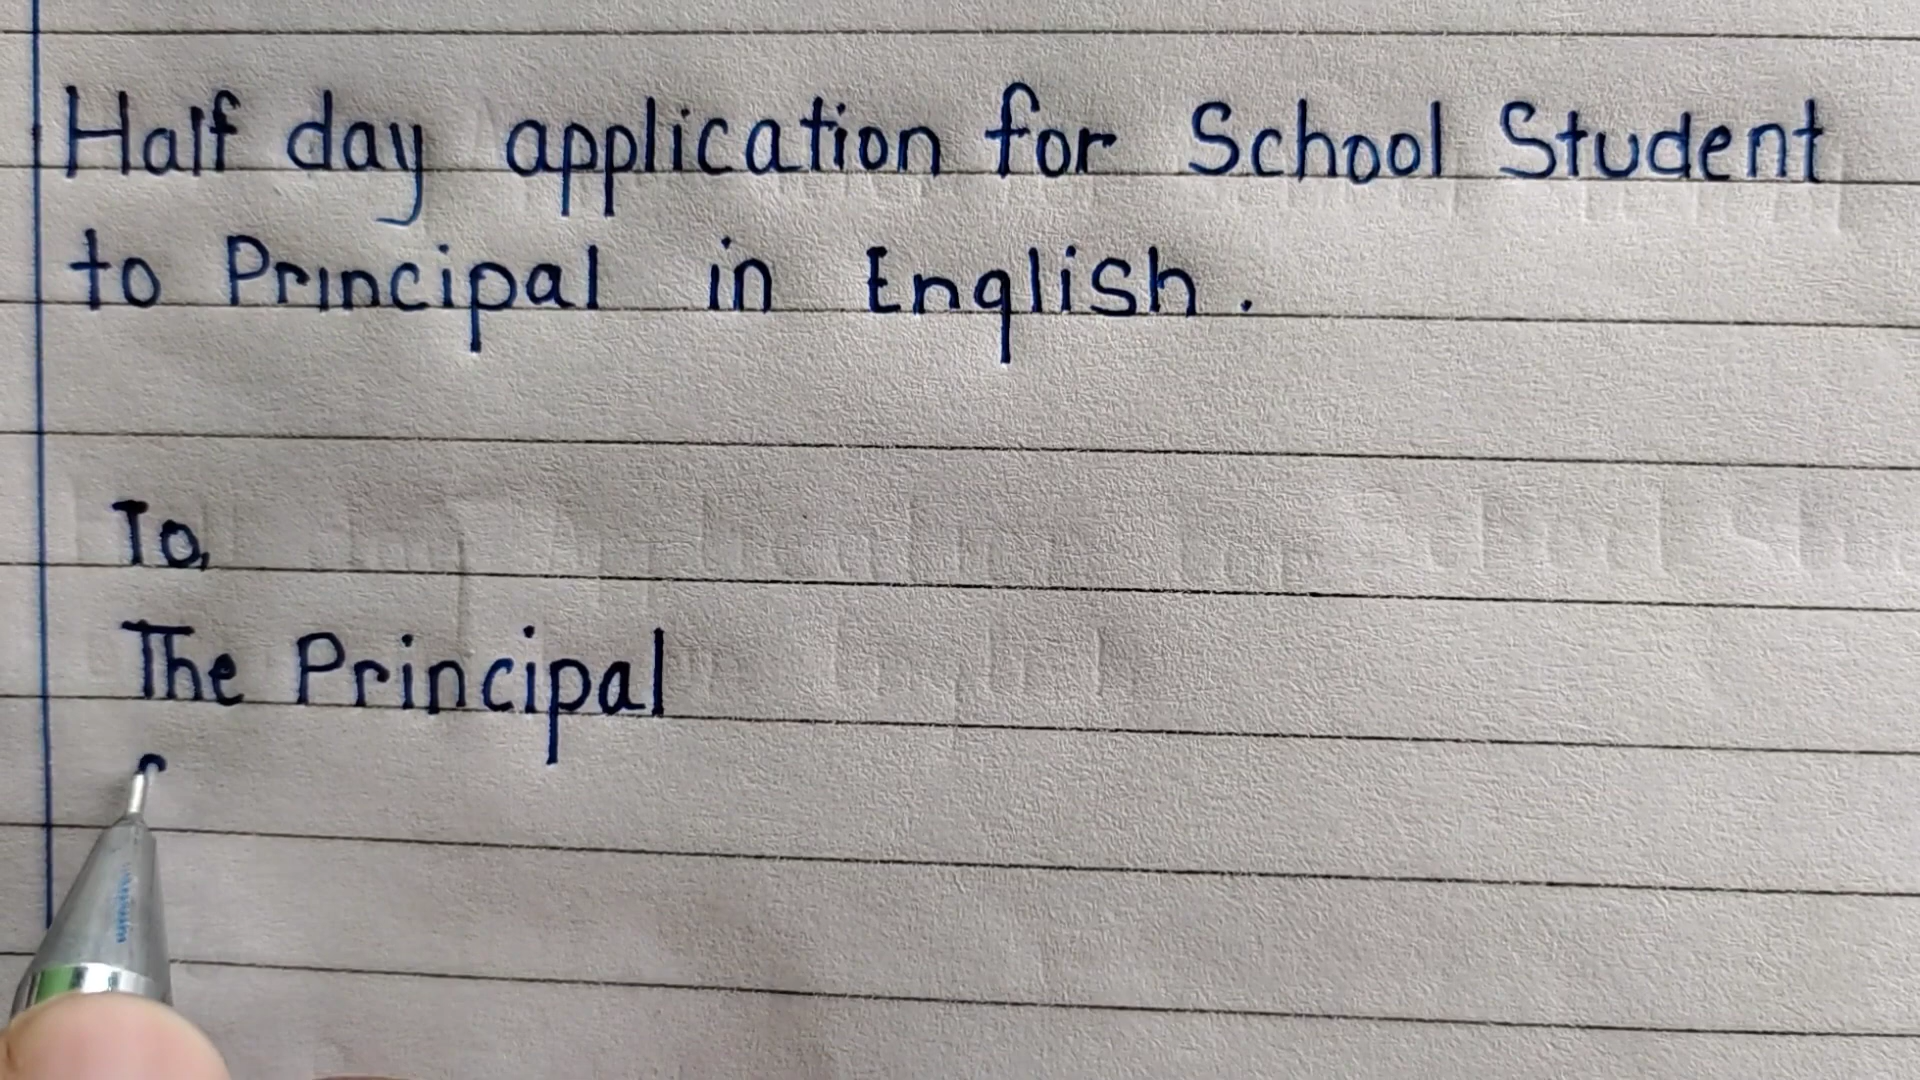 Half day application for School Student
to Principal in English.
To,
The Principal